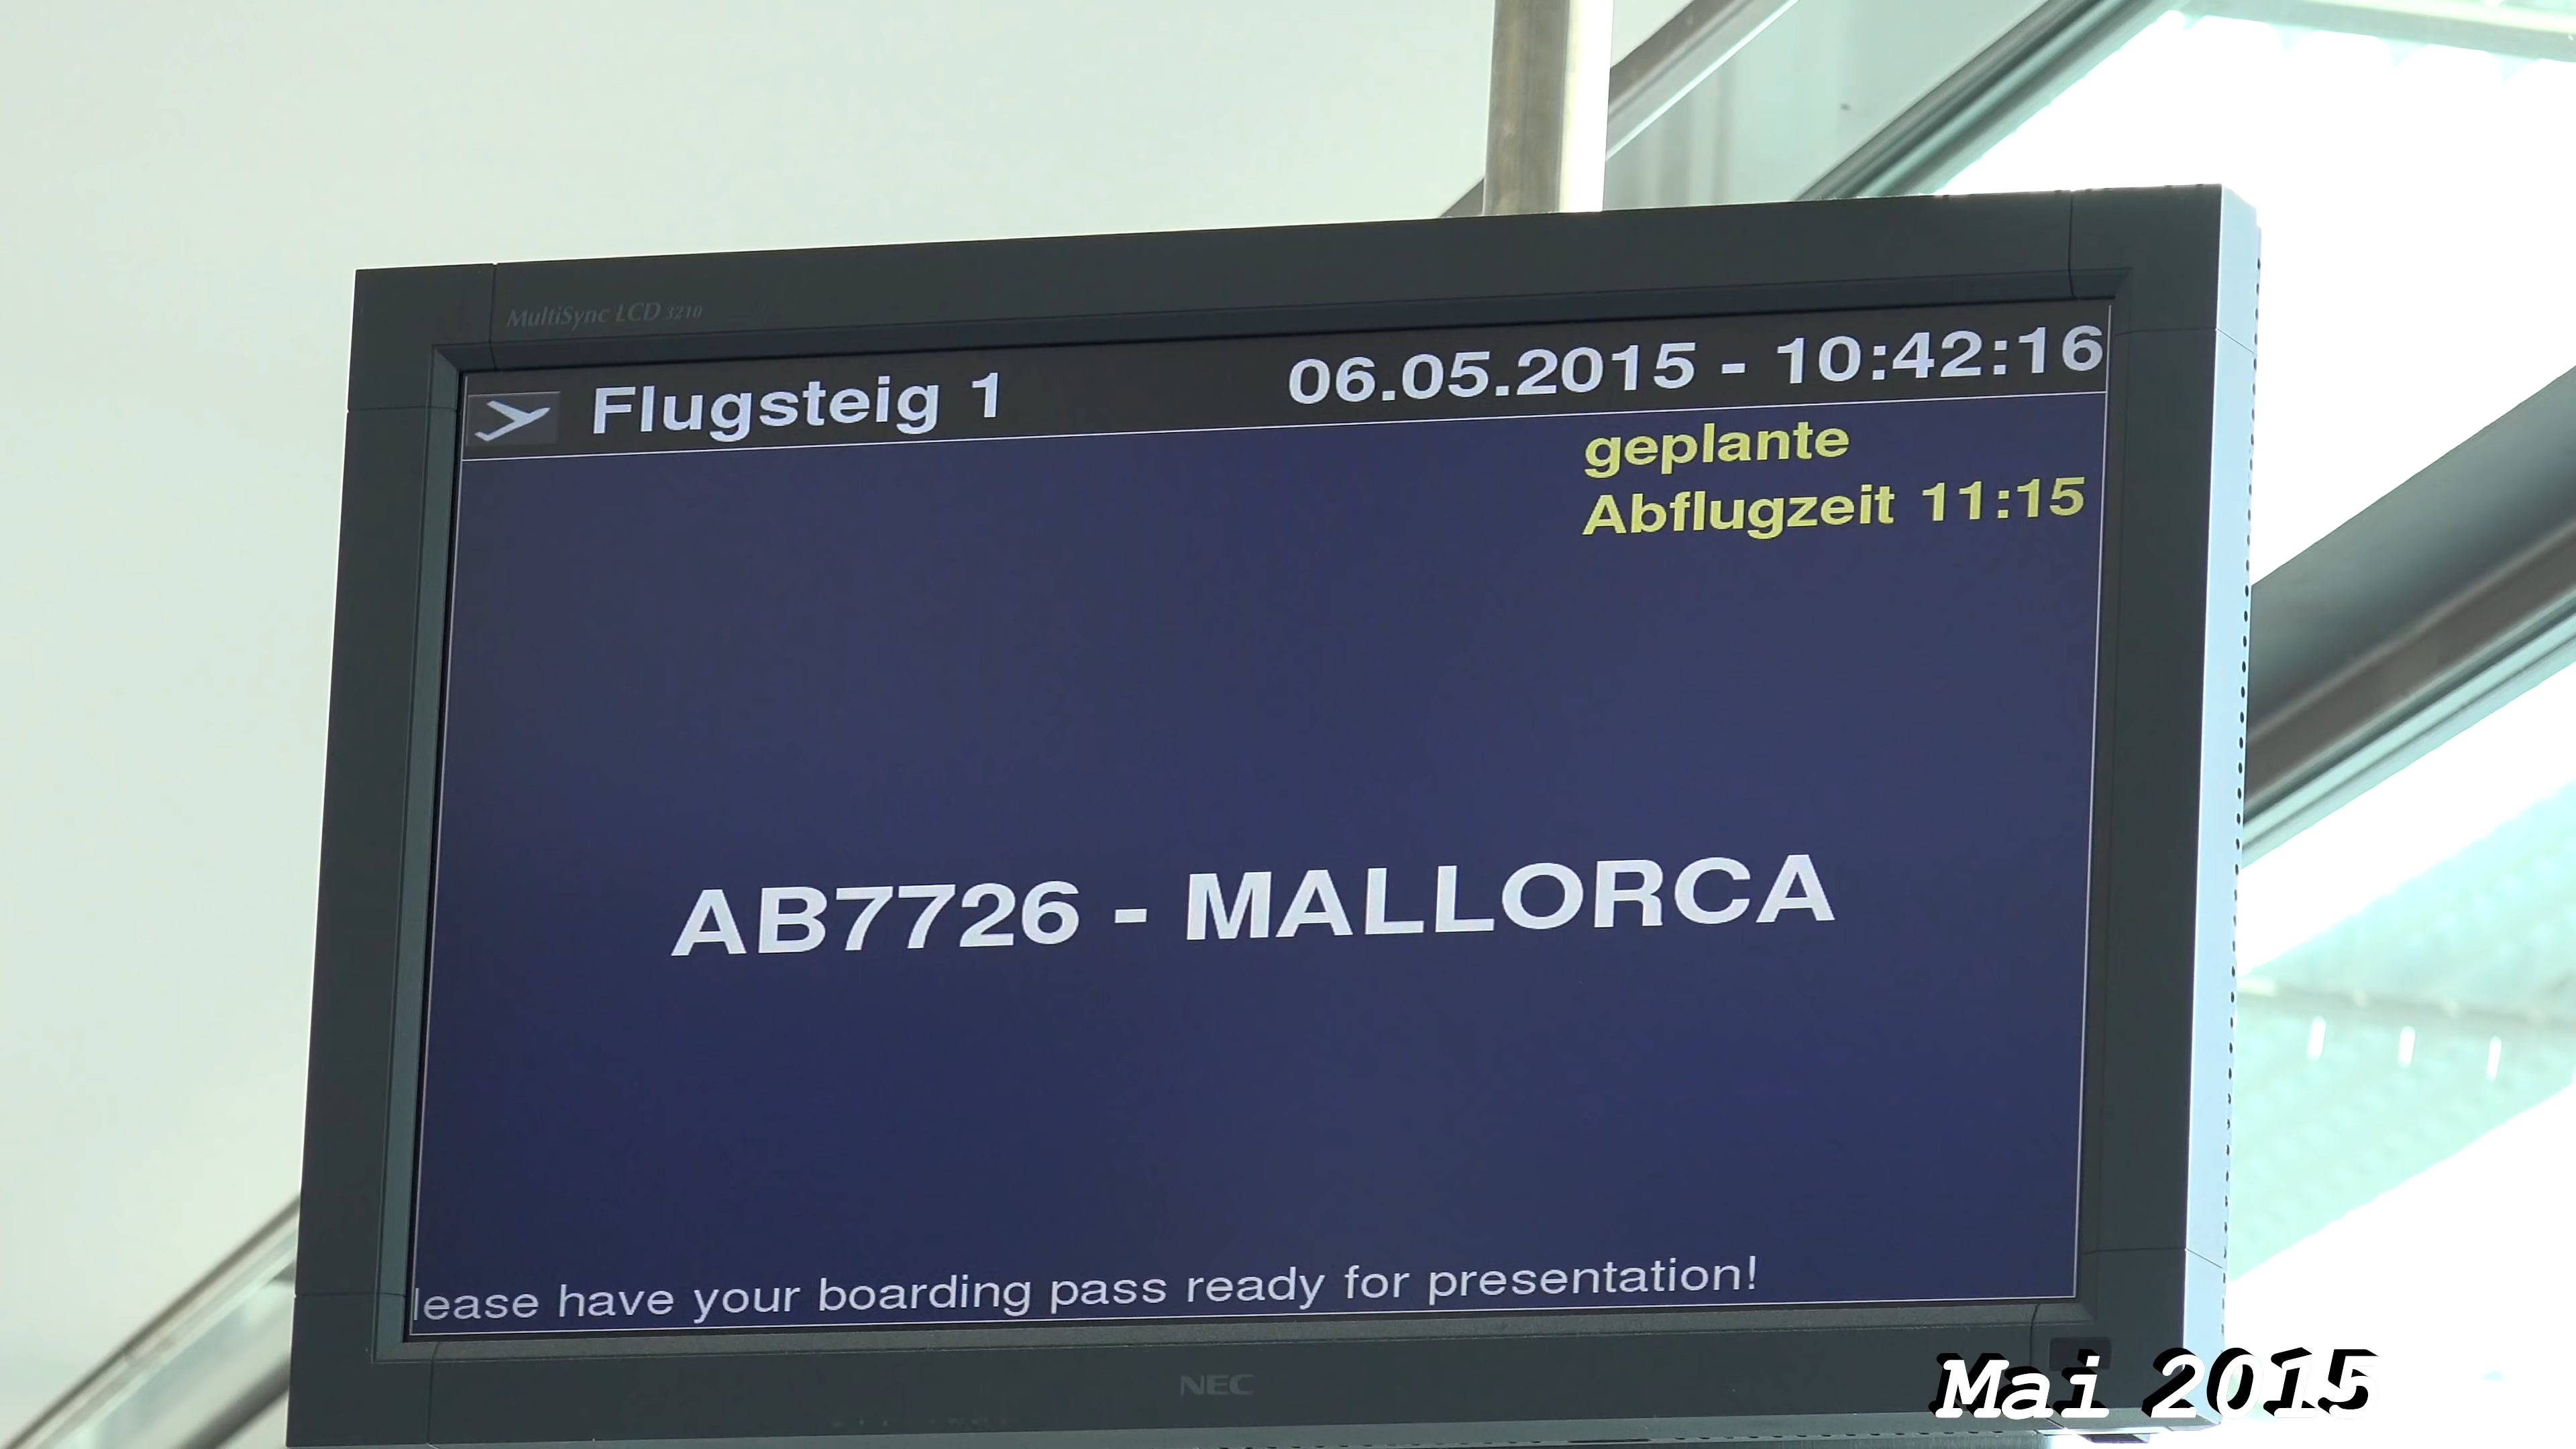 MultiSync LCD 3210
Flugsteig 1
06.05.2015 - 10:42:16
geplante
Abflugzeit 11:15
AB7726 - MALLORCA
lease have your boarding pass ready for presentation!
NEC
Mai 2015